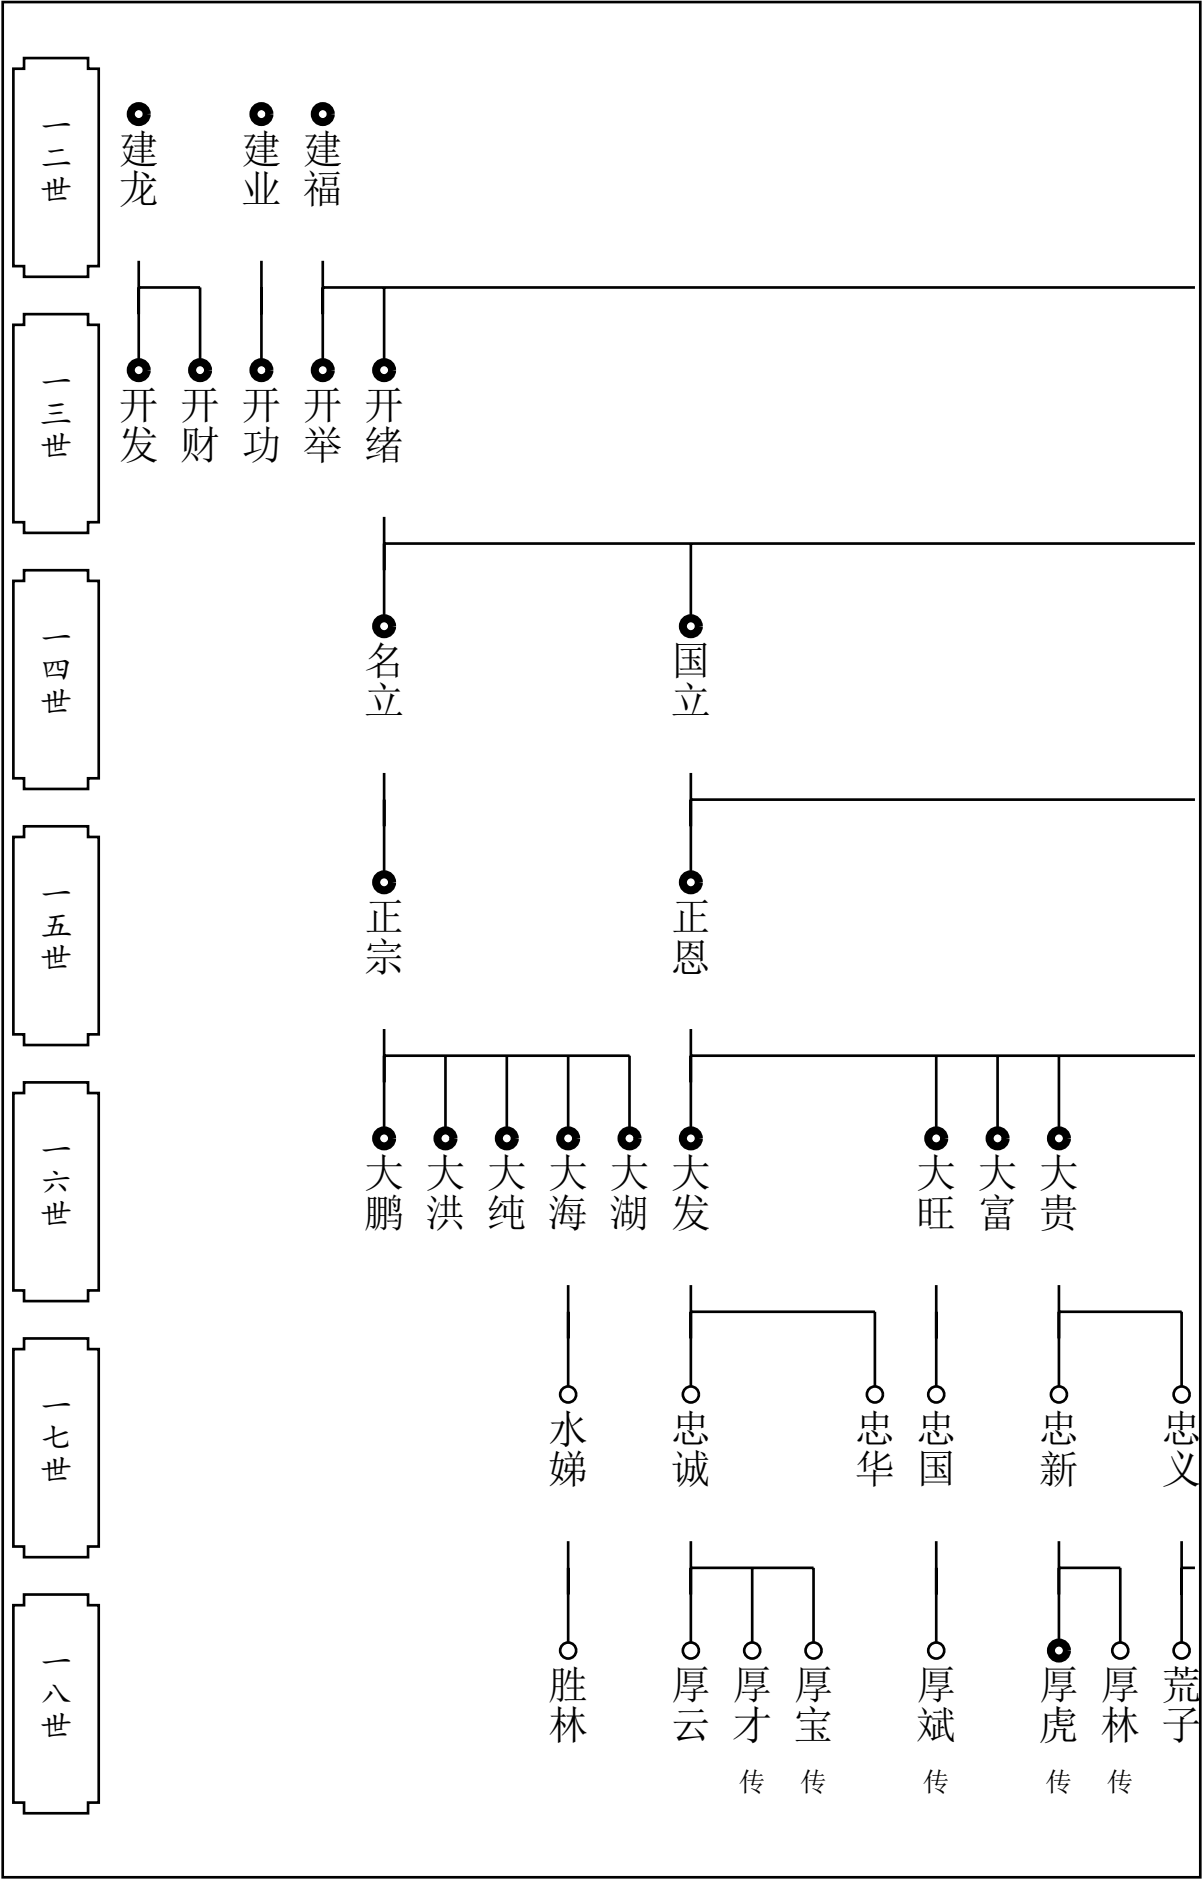 一二世
建龙
建业
建福
一三世
开发
开财
开功
开举
开绪
一四世
名立
国立
一五世
正宗
正恩
一六世
大鹏
大洪
大纯
大海
大湖
大发
大旺
大富
大贵
一七世
水娣
忠诚
忠华
忠国
忠新
忠义
一八世
胜林
厚云
厚才
传
厚宝
传
厚斌
传
厚虎
传
厚林
传
荒子